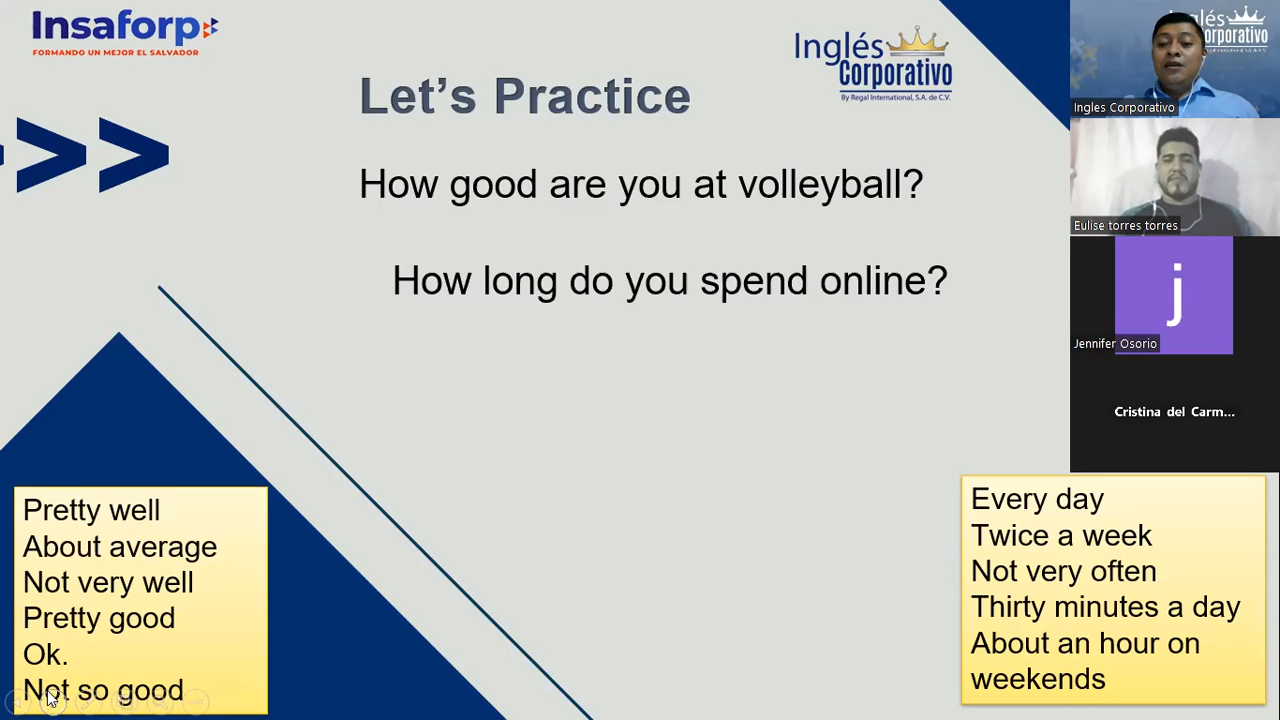 Insaforp
FORMANDO UN MEJOR EL SALVADOR
Inglés
Corporativo
By Regal International, S.A. de C.V.
Let's Practice
How good are you at volleyball?
How long do you spend online?
Pretty well
About average
Not very well
Pretty good
Ok.
Not so good
Every day
Twice a week
Not very often
Thirty minutes a day
About an hour on
weekends
Inglés
Corporativo
Ingles Corporativo
Eulise torres torres
j
Jennifer Osorio
Cristina del Carm...